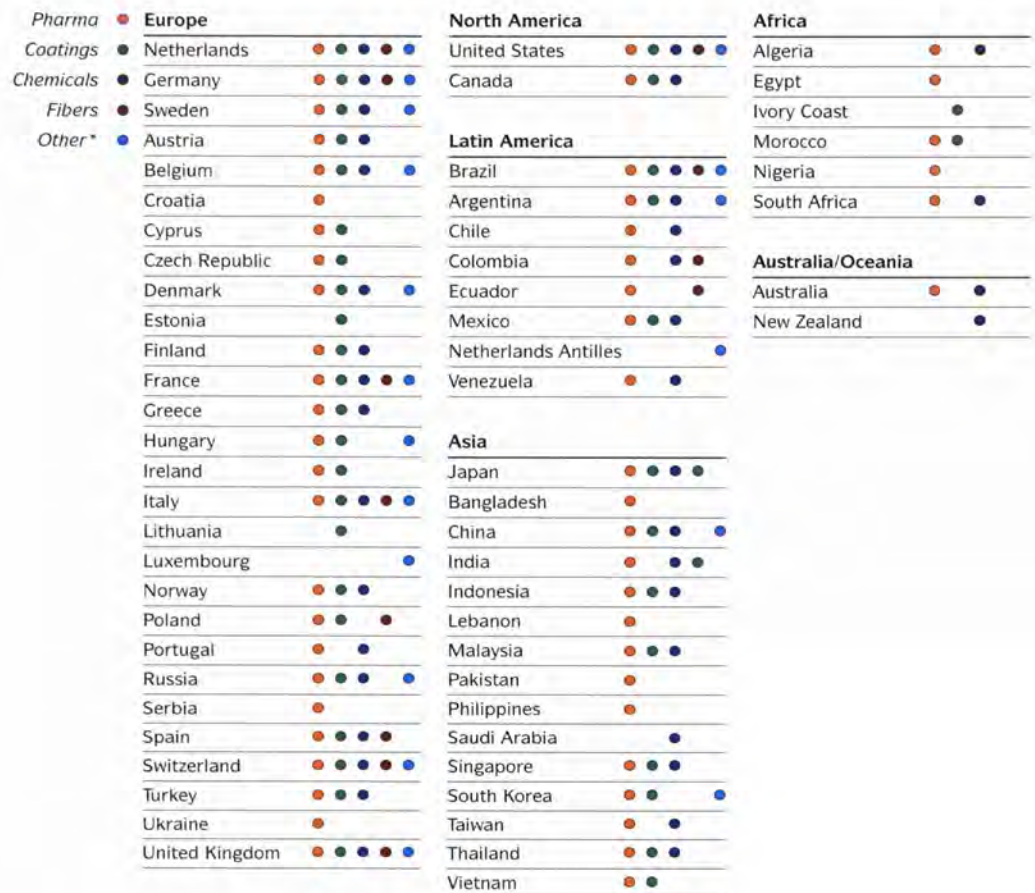 Pharma
Coatings
Chemicals
Fibers
Other*
Europe
Netherlands
Germany
Sweden
Austria
Belgium
Croatia
Cyprus
Czech Republic
Denmark
Estonia
Finland
France
Greece
Hungary
Ireland
Italy
Lithuania
Luxembourg
Norway
Poland
Portugal
Russia
Serbia
Spain
Switzerland
Turkey
Ukraine
United Kingdom
North America
United States
Canada
Latin America
Brazil
Argentina
Chile
Colombia
Ecuador
Mexico
Netherlands Antilles
Venezuela
Asia
Japan
Bangladesh
China
India
Indonesia
Lebanon
Malaysia
Pakistan
Philippines
Saudi Arabia
Singapore
South Korea
Taiwan
Thailand
Vietnam
Africa
Algeria
Egypt
Ivory Coast
Morocco
Nigeria
South Africa
Australia/Oceania
Australia
New Zealand